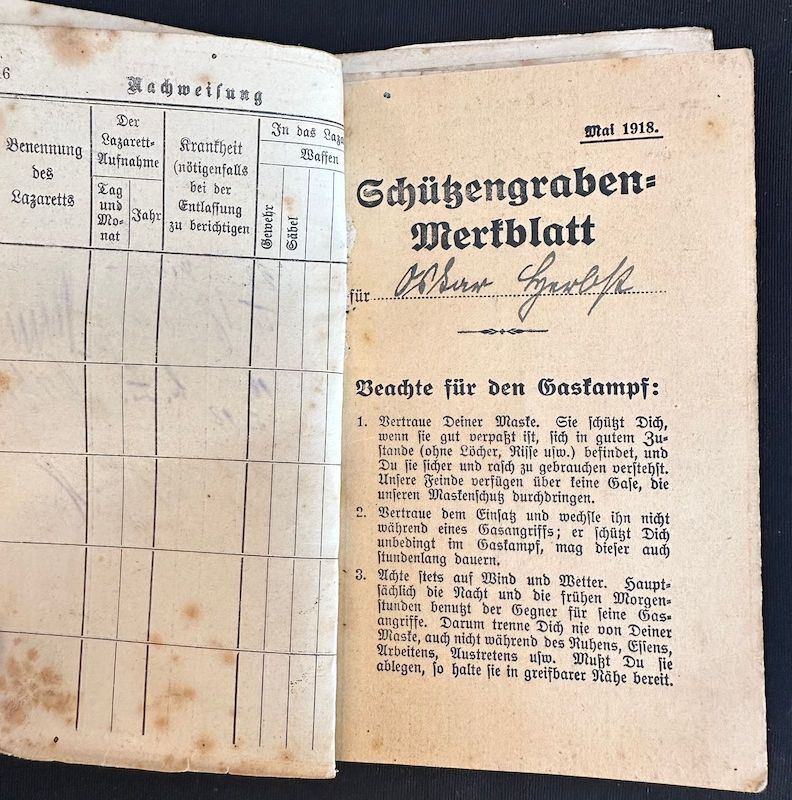 6
Nachweisung
Benennung
des
Lazaretts
Der
Lazarett-
Aufnahme
Tag
und
Mo-
nat
Jahr
Krankheit
(nötigenfalls
bei der
Entlassung
zu berichtigen
In das
Waffen
Gewehr
Säbel
Mai 1918.
Schützengraben-
Merkblatt
für Oskar Herbst
Beachte für den Gaskampf:
1. Vertraue Deiner Maske. Sie schützt Dich,
wenn sie gut verpaßt ist, sich in gutem Zu-
stande (ohne Löcher, Risse usw.) befindet, und
Du sie sicher und rasch zu gebrauchen verstehst.
Unsere Feinde verfügen über keine Gase, die
unseren Maskenschutz durchdringen.
2. Vertraue dem Einsatz und wechsle ihn nicht
während eines Gasangriffs; er schützt Dich
unbedingt im Gaskampf, mag dieser auch
stundenlang dauern.
3. Achte stets auf Wind und Wetter. Haupt-
sächlich die Nacht und die frühen Morgen-
stunden benutzt der Gegner für seine Gas-
angriffe. Darum trenne Dich nie von Deiner
Maske, auch nicht während des Ruhens, Essens,
Arbeitens, Austretens usw. Mußt Du sie
ablegen, so halte sie in greifbarer Nähe bereit.